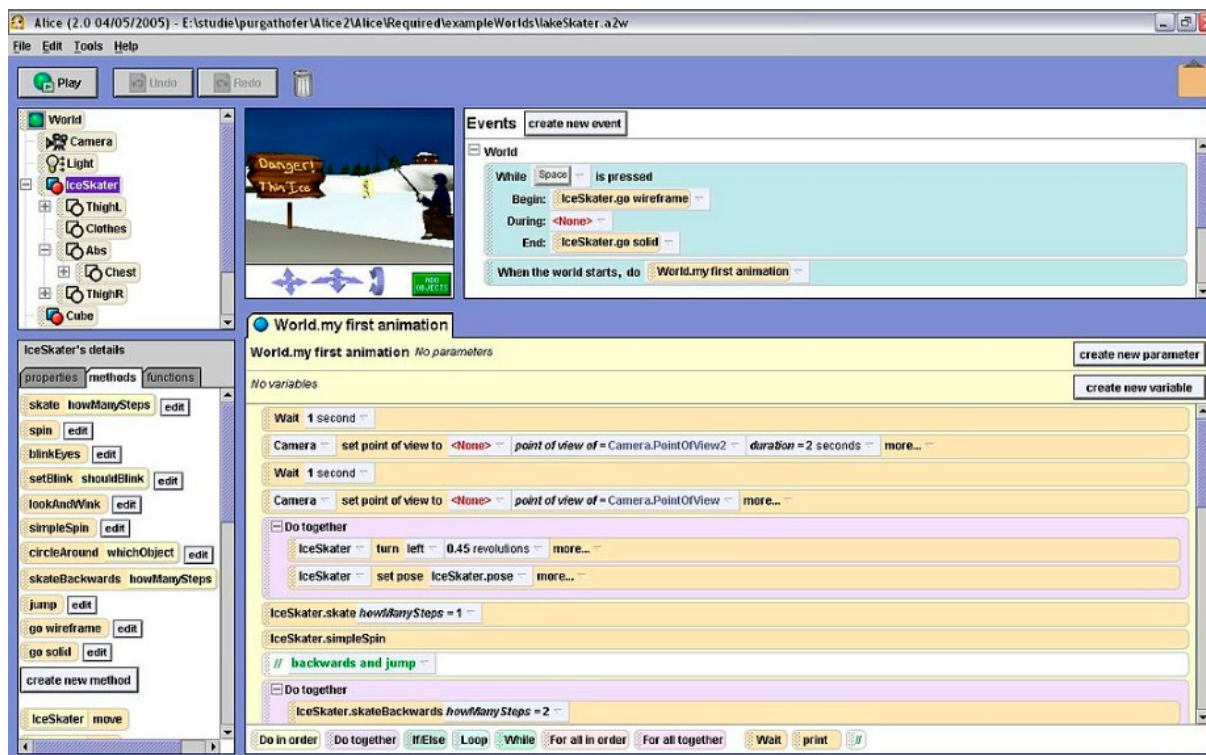 Alice (2.0 04/05/2005) - E:\studie\purgathofer\Alice2\Alice\Required\exampleWorlds\lakeSkater.a2w
File Edit Tools Help
Play Undo Redo
World
Camera
Light
IceSkater
ThighL
Clothes
Abs
Chest
ThighR
Cube
Danger!
Thin Ice
ADD
OBJECTS
Events create new event
World
While Space is pressed
Begin: IceSkater.go wireframe
During: <None>
End: IceSkater.go solid
When the world starts, do World.my first animation
IceSkater's details
properties methods functions
skate howManySteps edit
spin edit
blinkEyes edit
setBlink shouldBlink edit
lookAndWink edit
simpleSpin edit
circleAround whichObject edit
skateBackwards howManySteps
jump edit
go wireframe edit
go solid edit
create new method
IceSkater move
World.my first animation
World.my first animation No parameters create new parameter
No variables create new variable
Wait 1 second
Camera set point of view to <None> point of view of = Camera.PointOfView2 duration = 2 seconds more...
Wait 1 second
Camera set point of view to <None> point of view of = Camera.PointOfView more...
Do together
IceSkater turn left 0.45 revolutions more...
IceSkater set pose IceSkater.pose more...
IceSkater.skate howManySteps = 1
IceSkater.simpleSpin
// backwards and jump
Do together
IceSkater.skateBackwards howManySteps = 2
Do in order Do together If/Else Loop While For all in order For all together Wait print //